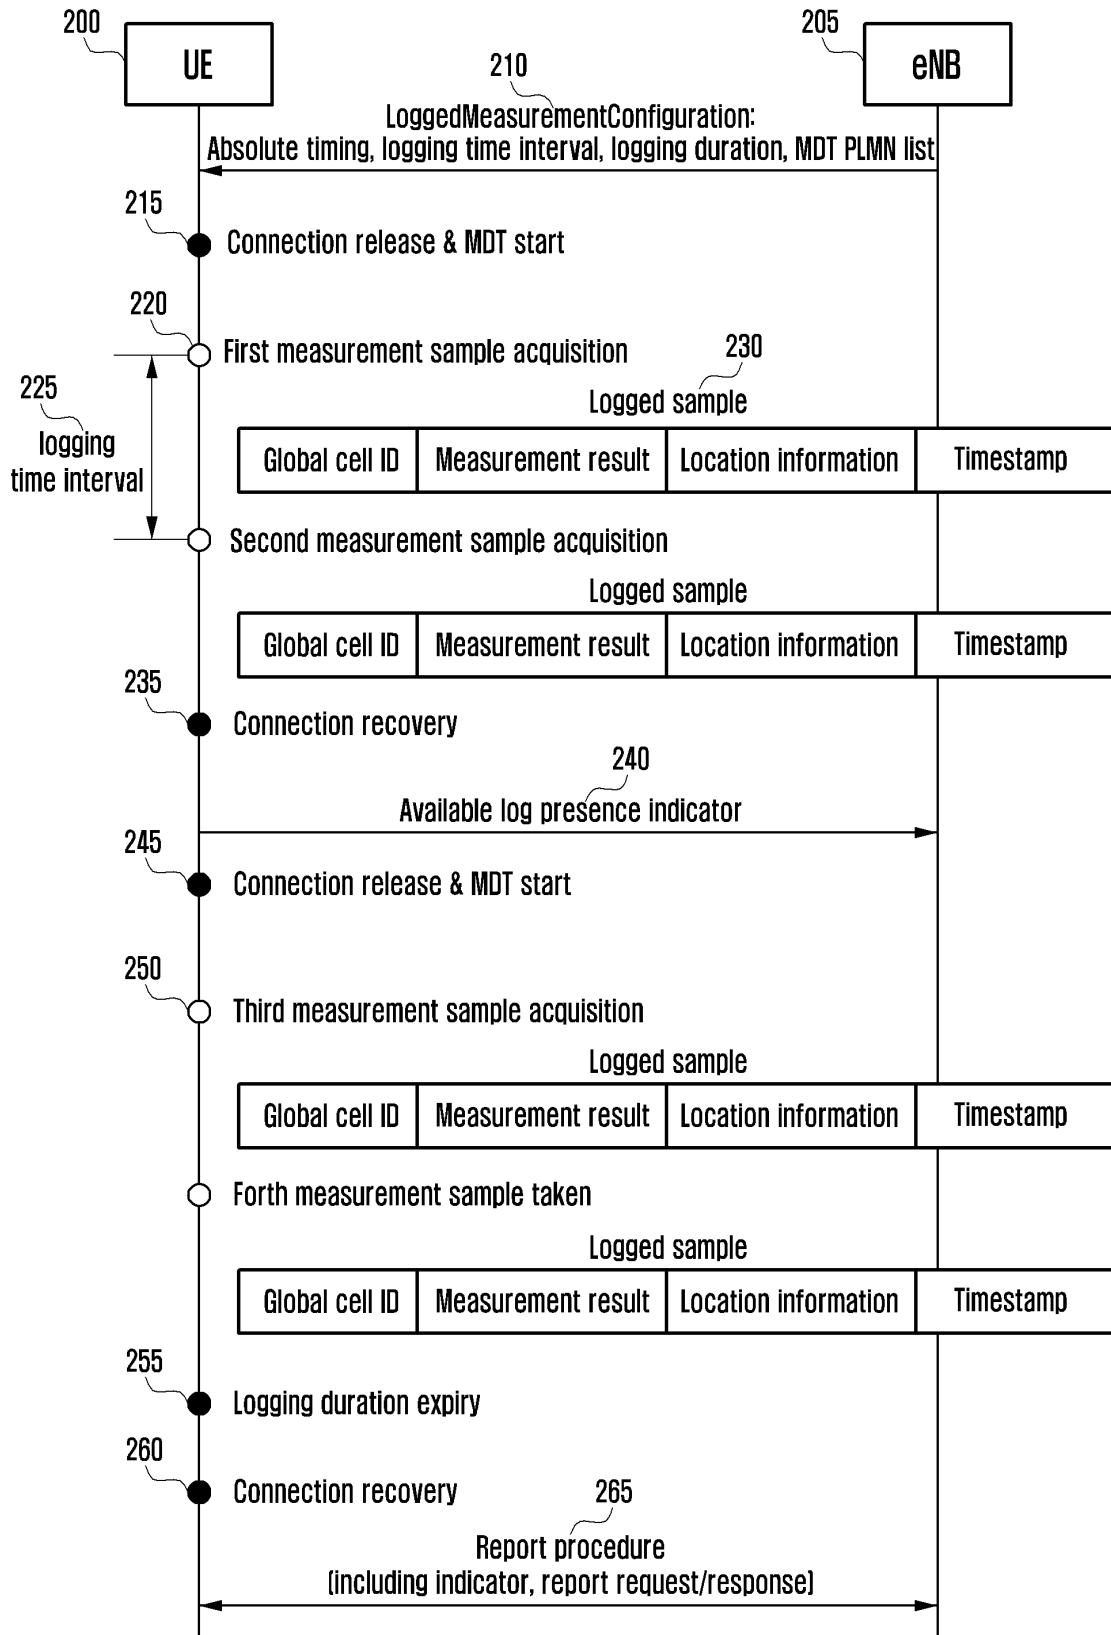 200
205
UE
eNB
210
LoggedMeasurementConfiguration:
Absolute timing, logging time interval, logging duration, MDT PLMN list
215
Connection release & MDT start
220
First measurement sample acquisition
230
225
Logged sample
logging
time interval
Global cell ID Measurement result Location information Timestamp
Second measurement sample acquisition
Logged sample
Global cell ID Measurement result Location information Timestamp
235
Connection recovery
240
Available log presence indicator
245
Connection release & MDT start
250
Third measurement sample acquisition
Logged sample
Global cell ID Measurement result Location information Timestamp
Forth measurement sample taken
Logged sample
Global cell ID Measurement result Location information Timestamp
255
Logging duration expiry
260
Connection recovery
265
Report procedure
(including indicator, report request/response)